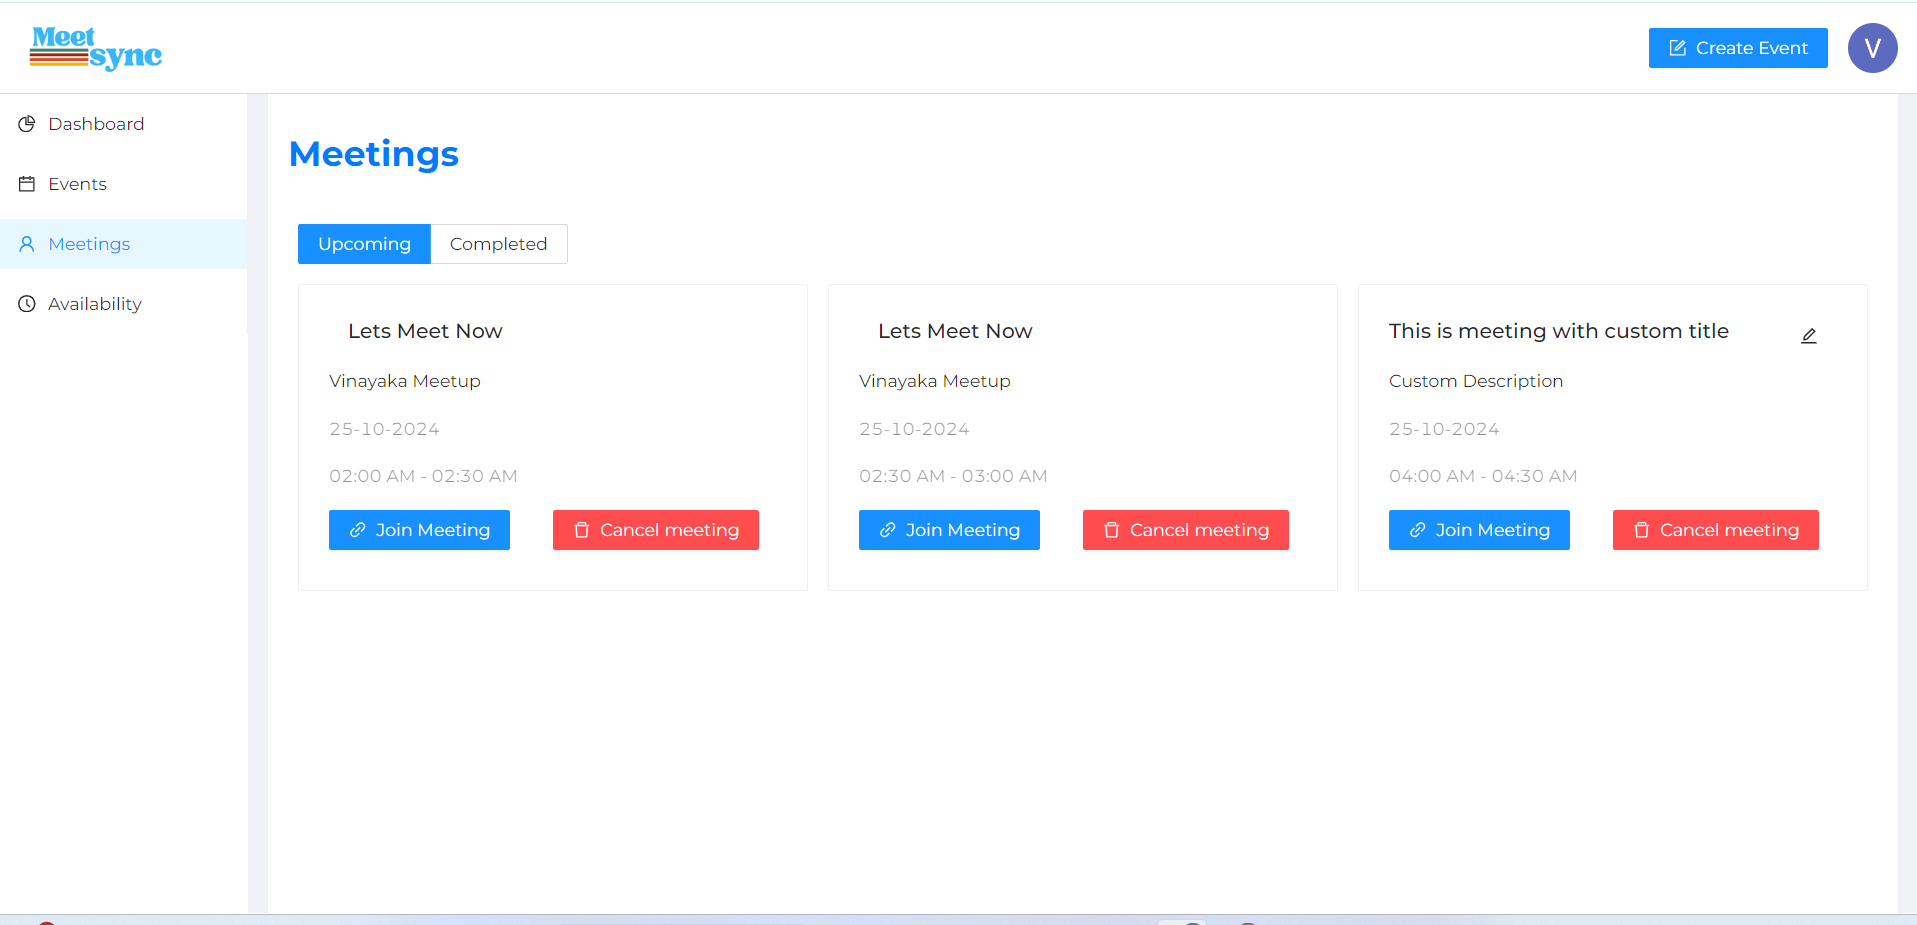 Meet
sync
Create Event
V
Dashboard
Events
Meetings
Availability
Meetings
Upcoming
Completed
Lets Meet Now
Vinayaka Meetup
25-10-2024
02:00 AM - 02:30 AM
Join Meeting
Cancel meeting
Lets Meet Now
Vinayaka Meetup
25-10-2024
02:30 AM - 03:00 AM
Join Meeting
Cancel meeting
This is meeting with custom title
Custom Description
25-10-2024
04:00 AM - 04:30 AM
Join Meeting
Cancel meeting